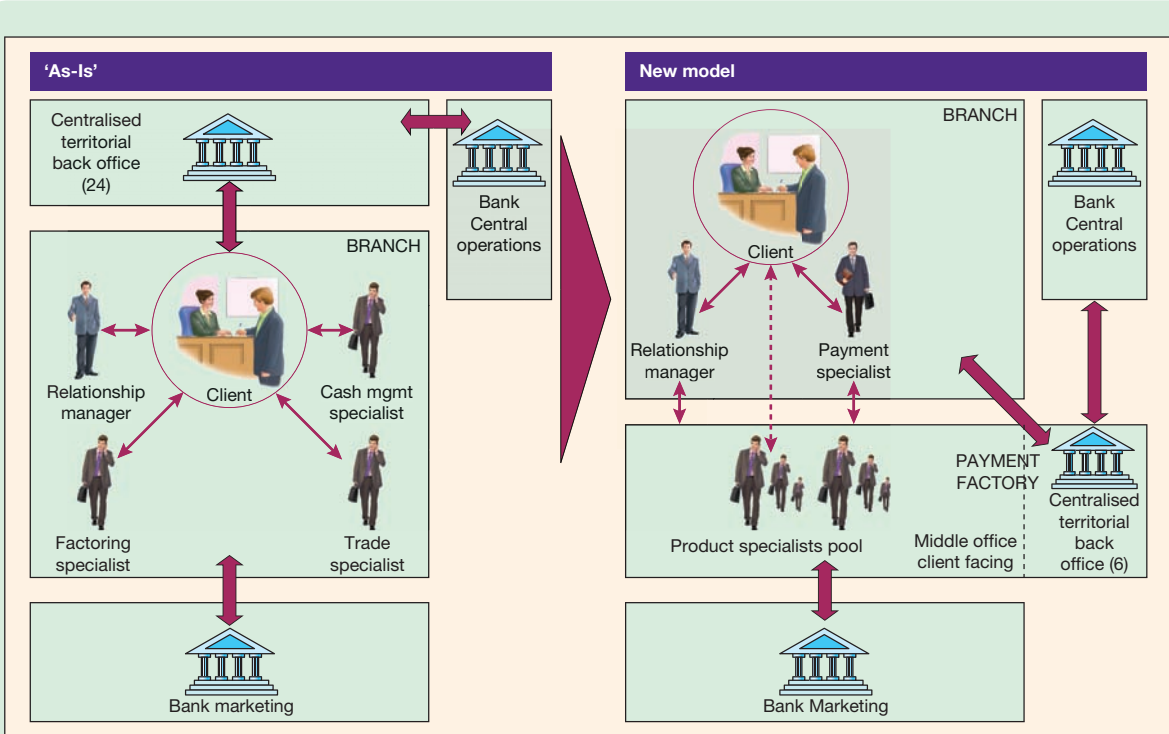 ‘As-Is’
Centralised
territorial
back office
(24)
Bank
Central
operations
BRANCH
Relationship
manager
Client
Cash mgmt
specialist
Factoring
specialist
Trade
specialist
Bank marketing
New model
BRANCH
Client
Relationship
manager
Payment
specialist
Bank
Central
operations
PAYMENT
FACTORY
Product specialists pool
Middle office
client facing
Centralised
territorial
back
office (6)
Bank Marketing